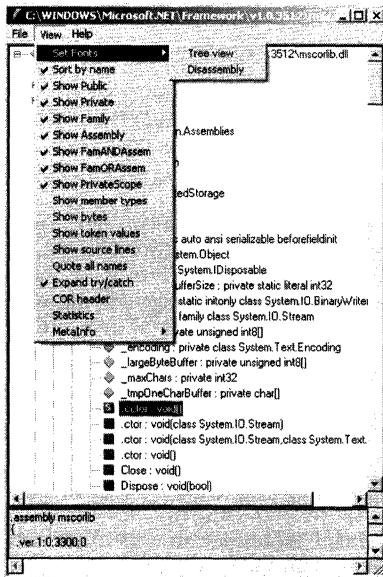 C:\WINDOWS\Microsoft.NET\Framework\v1.0.3512\
File View Help
Set Fonts
Tree view
3512\mscorlib.dll
Sort by name
Disassembly
Show Public
Show Private
Show Family
Show Assembly
n.Assemblies
Show FamANDAssem
Show FamORAssem
Show PrivateScope
edStorage
Show member types
Show bytes
Show token values
auto ansi serializable beforefieldinit
Show source lines
stem.Object
Quote all names
System.IDisposable
Expand try/catch
ufferSize : private static literal int32
COR header
static initonly class System.IO.BinaryWriter
Statistics
family class System.IO.Stream
MetaInfo
vate unsigned int8[]
_encoding : private class System.Text.Encoding
_largeByteBuffer : private unsigned int8[]
_maxChars : private int32
_tmpOneCharBuffer : private char[]
.cctor : void()
.ctor : void(class System.IO.Stream)
.ctor : void(class System.IO.Stream,class System.Text.
.ctor : void()
Close : void()
Dispose : void(bool)
.assembly mscorlib
{
.ver 1:0:3300:0